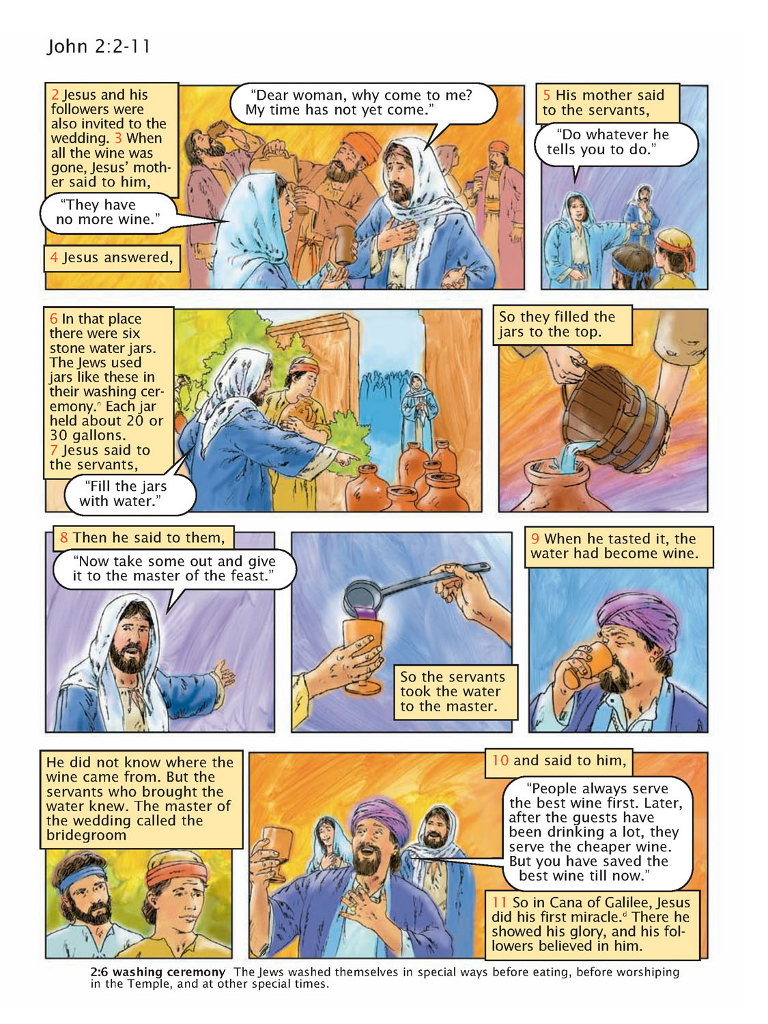 John 2:2-11
2 Jesus and his
followers were
also invited to the
wedding. 3 When
all the wine was
gone, Jesus' moth-
er said to him,
"They have
no more wine."
4 Jesus answered,
"Dear woman, why come to me?
My time has not yet come."
5 His mother said
to the servants,
"Do whatever he
tells you to do."
6 In that place
there were six
stone water jars.
The Jews used
jars like these in
their washing cer-
emony. Each jar
held about 20 or
30 gallons.
7 Jesus said to
the servants,
"Fill the jars
with water."
So they filled the
jars to the top.
8 Then he said to them,
"Now take some out and give
it to the master of the feast."
So the servants
took the water
to the master.
9 When he tasted it, the
water had become wine.
He did not know where the
wine came from. But the
servants who brought the
water knew. The master of
the wedding called the
bridegroom
10 and said to him,
"People always serve
the best wine first. Later,
after the guests have
been drinking a lot, they
serve the cheaper wine.
But you have saved the
best wine till now."
11 So in Cana of Galilee, Jesus
did his first miracle.d There he
showed his glory, and his fol-
lowers believed in him.
2:6 washing ceremony The Jews washed themselves in special ways before eating, before worshiping
in the Temple, and at other special times.